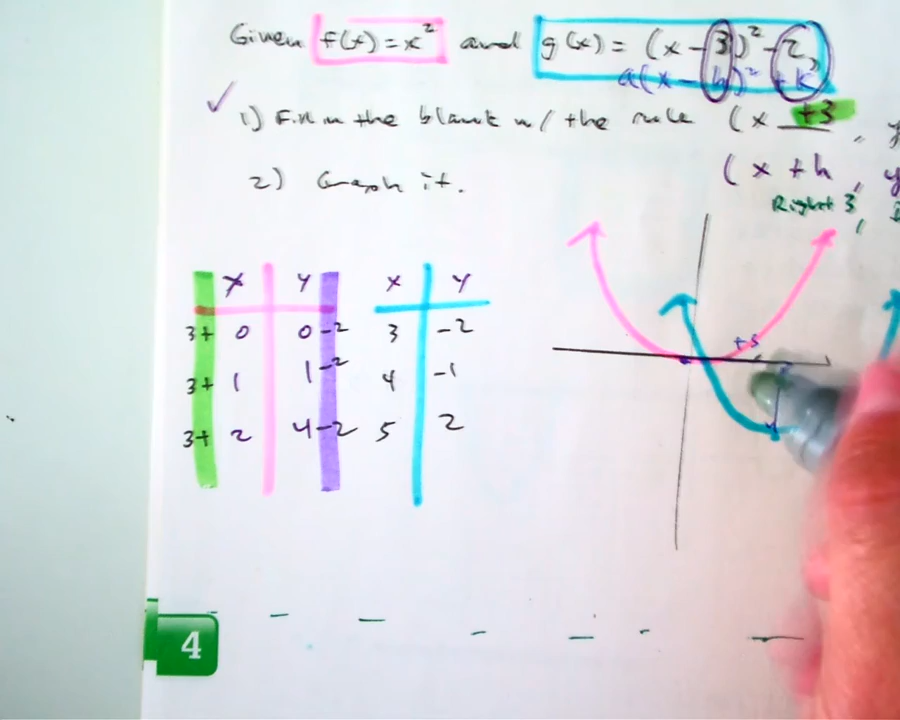 Given f(x) = x² and g(x) = (x - 3)² - 2,
a(x - h)² + k
✓ 1) Fill in the blank w/ the rule (x +3 , y
(x + h , y
2) Graph it.
Right 3,
x y x y
3+ 0 0 -2 3 -2
3+ 1 1 -2 4 -1
3+ 2 4 -2 5 2
+3
4